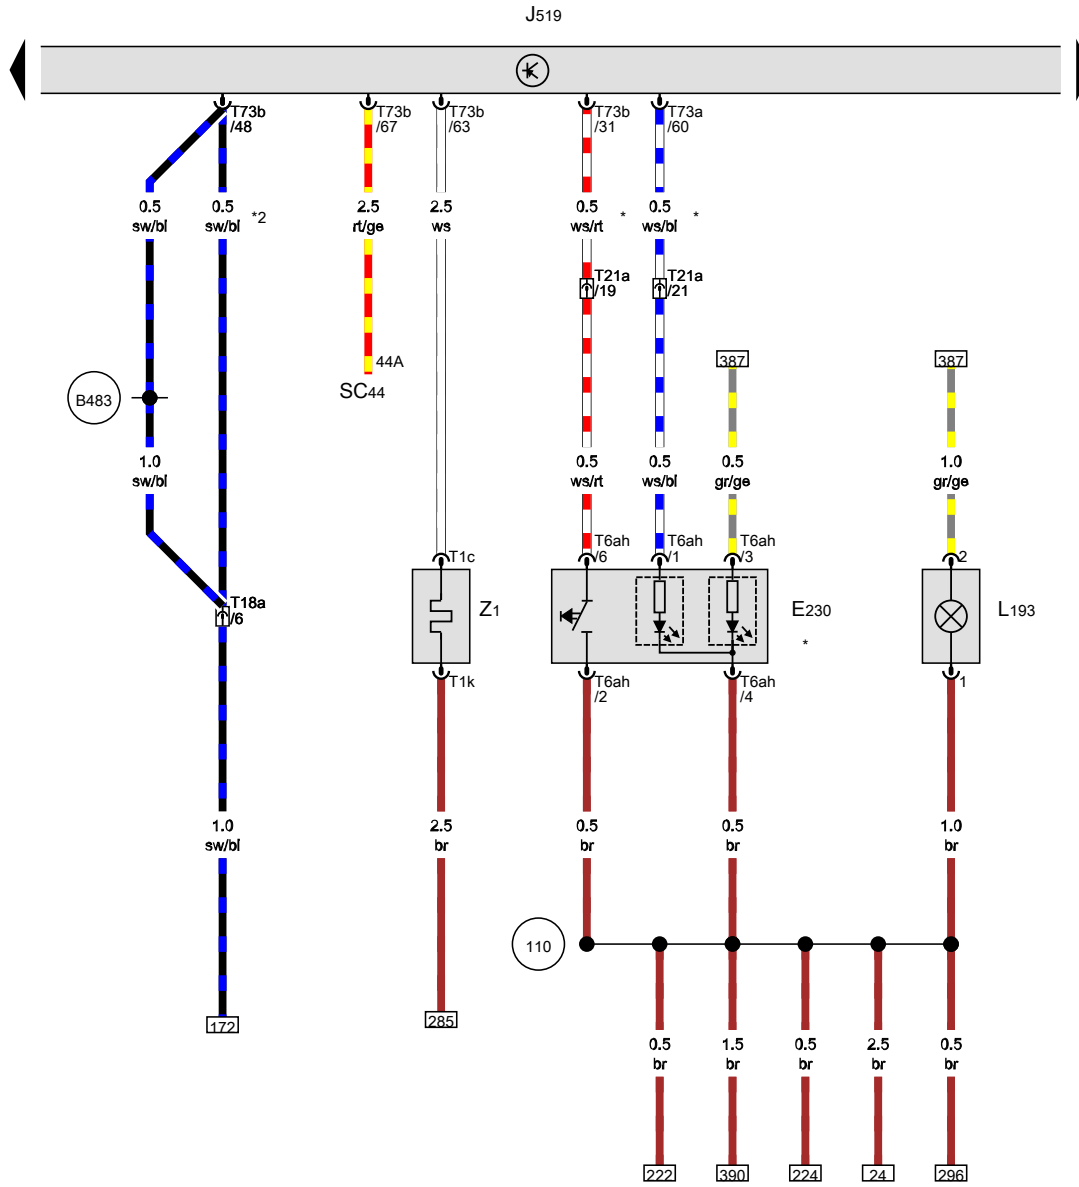 J519
T73b
/48
T73b
/67
T73b
/63
T73b
/31
T73a
/60
0.5
sw/bl
0.5
sw/bl
*2
2.5
rt/ge
2.5
ws
0.5
ws/rt
*
0.5
ws/bl
*
T21a
/19
T21a
/21
44A
SC44
387
387
B483
1.0
sw/bl
0.5
ws/rt
0.5
ws/bl
0.5
gr/ge
1.0
gr/ge
T1c
T6ah
/6
T6ah
/1
T6ah
/3
2
T18a
/6
Z1
E230
*
L193
T1k
T6ah
/2
T6ah
/4
1
1.0
sw/bl
2.5
br
0.5
br
0.5
br
1.0
br
110
172
285
0.5
br
1.5
br
0.5
br
2.5
br
0.5
br
222
390
224
24
296